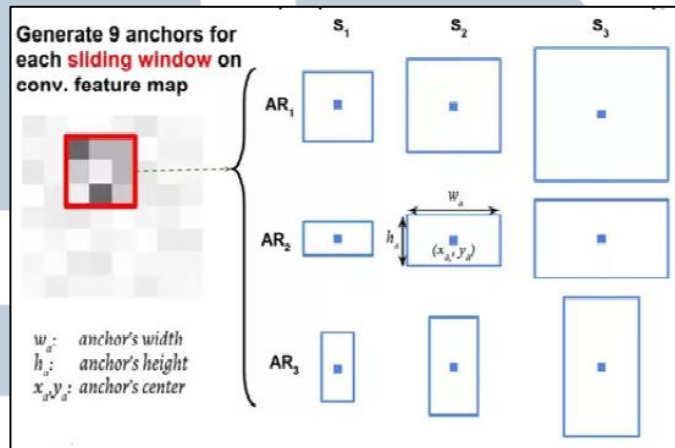 Generate 9 anchors for
each sliding window on
conv. feature map
S1
S2
S3
AR1
AR2
wa
ha
(xa, ya)
AR3
wa: anchor's width
ha: anchor's height
xa,ya: anchor's center